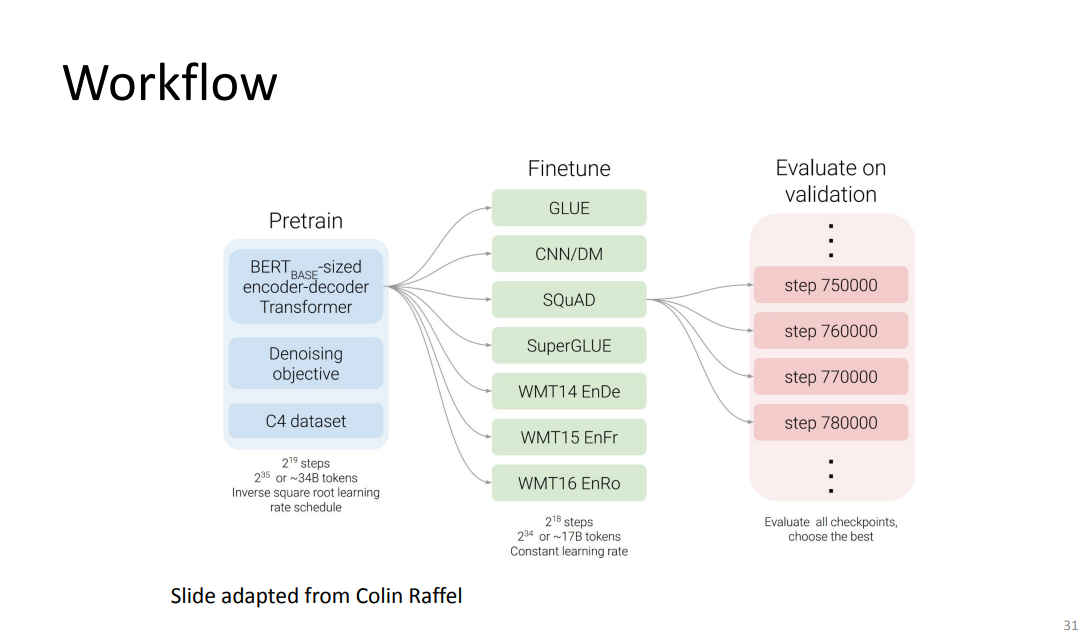 Workflow
Pretrain
BERT_BASE-sized
encoder-decoder
Transformer
Denoising
objective
C4 dataset
2^19 steps
2^35 or ~34B tokens
Inverse square root learning
rate schedule
Finetune
GLUE
CNN/DM
SQuAD
SuperGLUE
WMT14 EnDe
WMT15 EnFr
WMT16 EnRo
2^18 steps
2^34 or ~17B tokens
Constant learning rate
Evaluate on
validation
step 750000
step 760000
step 770000
step 780000
Evaluate all checkpoints,
choose the best
Slide adapted from Colin Raffel
31